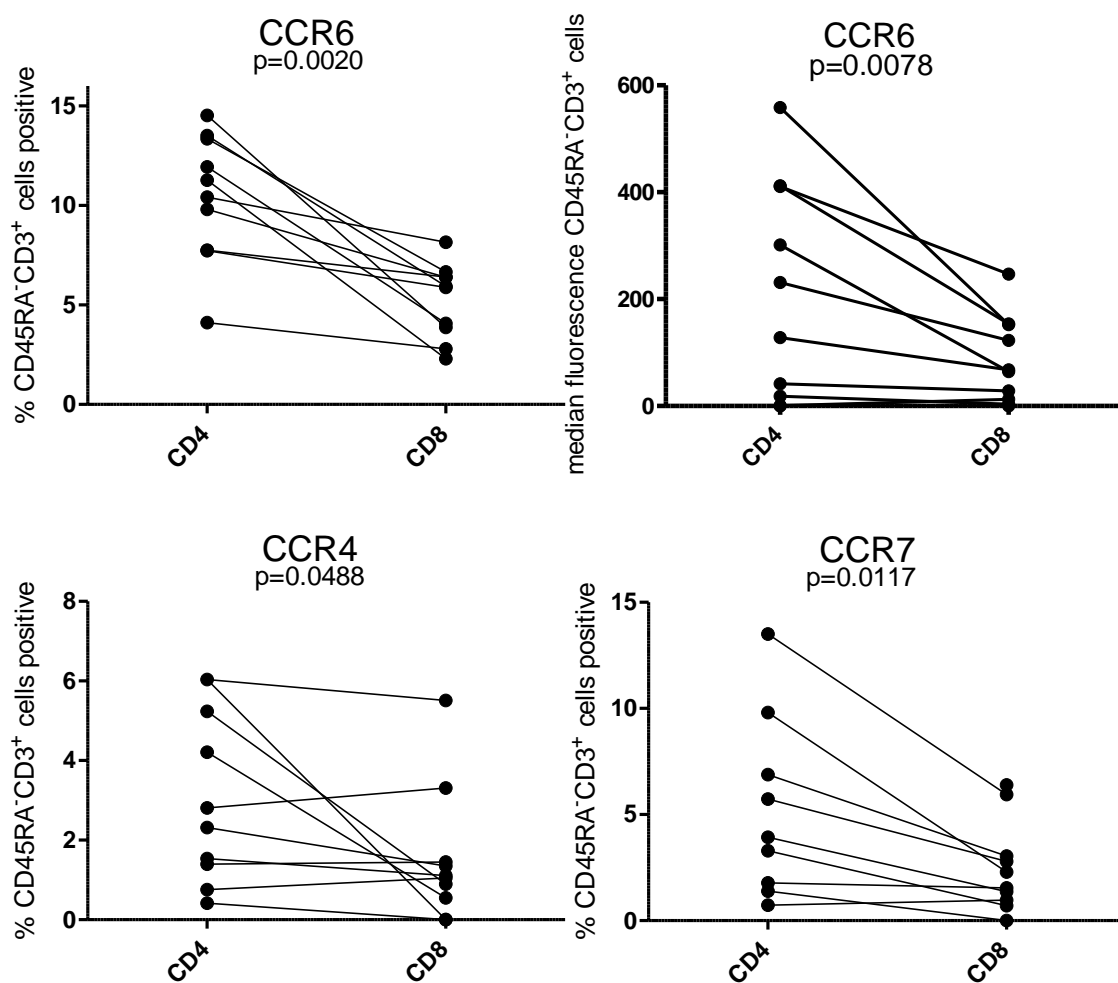 CCR6
p=0.0020
% CD45RA⁻CD3⁺ cells positive
15
10
5
0
CD4
CD8
CCR6
p=0.0078
median fluorescence CD45RA⁻CD3⁺ cells
600
400
200
0
CD4
CD8
CCR4
p=0.0488
% CD45RA⁻CD3⁺ cells positive
8
6
4
2
0
CD4
CD8
CCR7
p=0.0117
% CD45RA⁻CD3⁺ cells positive
15
10
5
0
CD4
CD8